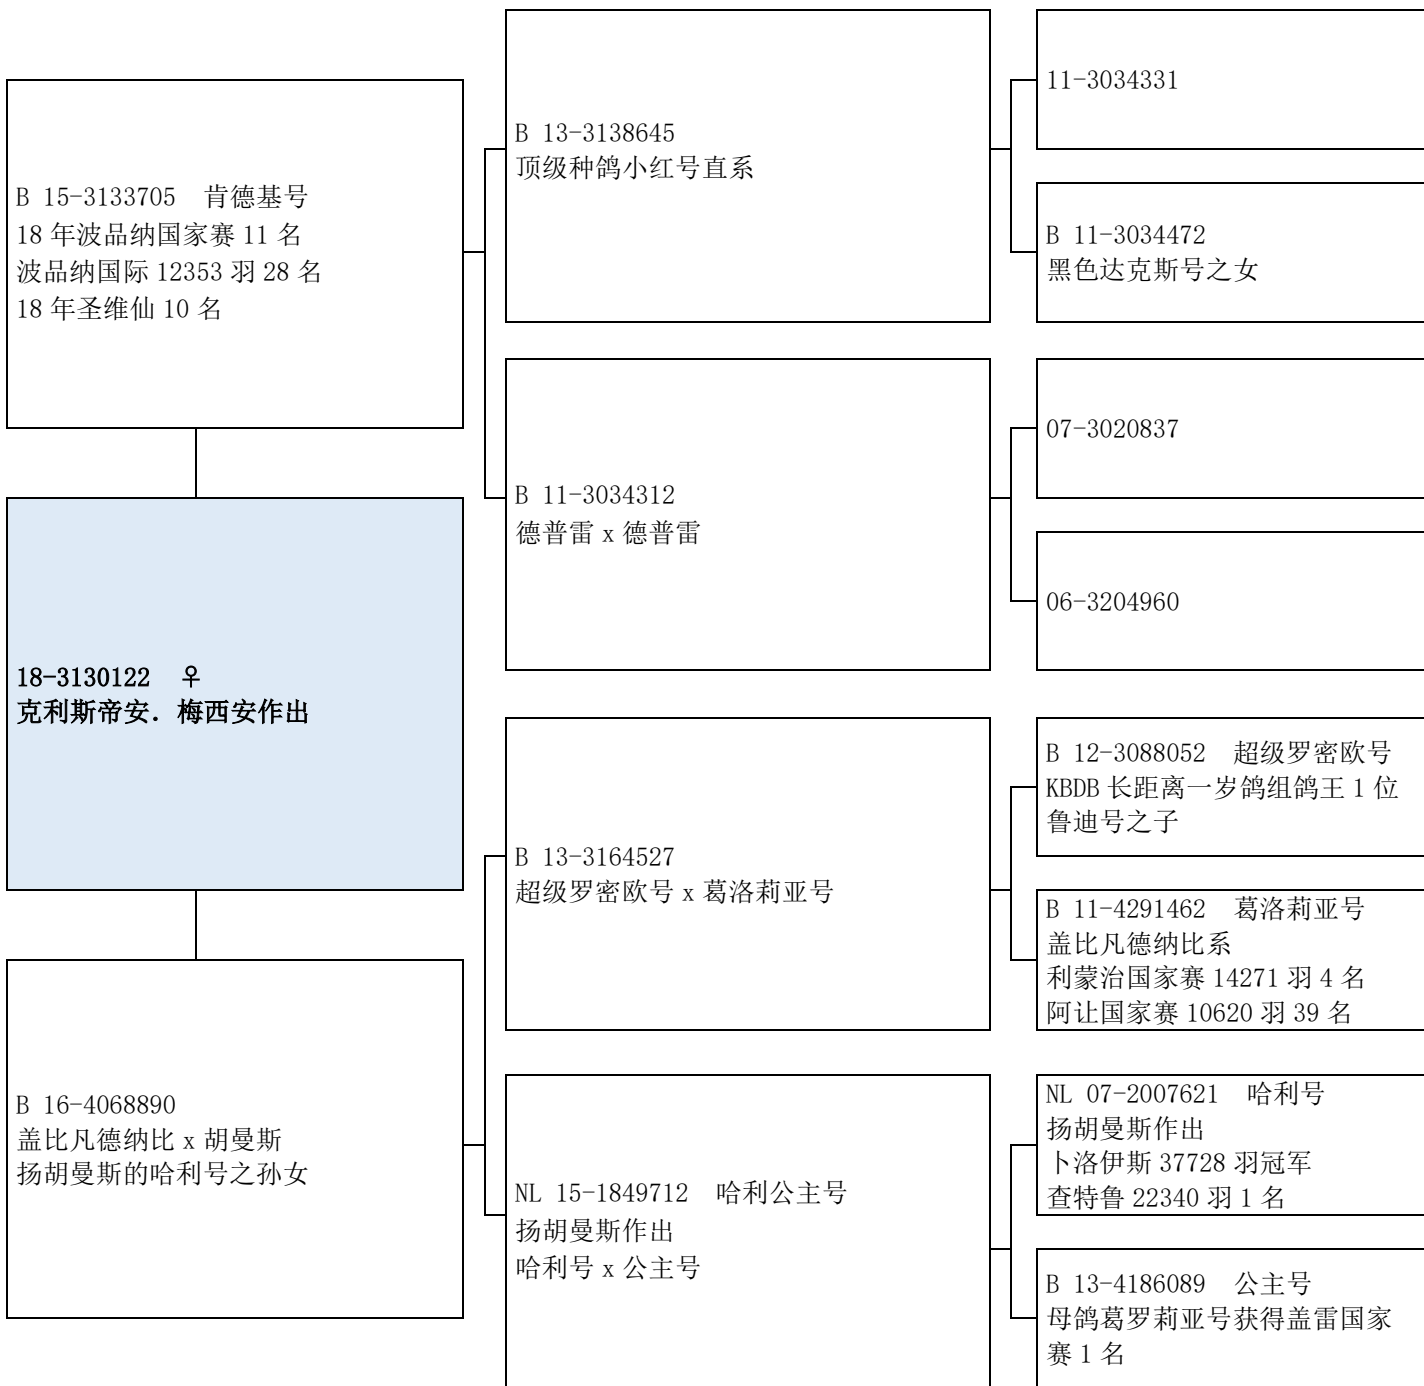 B 15-3133705 肯德基号
18 年波品纳国家赛 11 名
波品纳国际 12353 羽 28 名
18 年圣维仙 10 名
18-3130122 ♀
克利斯帝安．梅西安作出
B 16-4068890
盖比凡德纳比 x 胡曼斯
扬胡曼斯的哈利号之孙女
B 13-3138645
顶级种鸽小红号直系
B 11-3034312
德普雷 x 德普雷
B 13-3164527
超级罗密欧号 x 葛洛莉亚号
NL 15-1849712 哈利公主号
扬胡曼斯作出
哈利号 x 公主号
11-3034331
B 11-3034472
黑色达克斯号之女
07-3020837
06-3204960
B 12-3088052 超级罗密欧号
KBDB 长距离一岁鸽组鸽王 1 位
鲁迪号之子
B 11-4291462 葛洛莉亚号
盖比凡德纳比系
利蒙治国家赛 14271 羽 4 名
阿让国家赛 10620 羽 39 名
NL 07-2007621 哈利号
扬胡曼斯作出
卜洛伊斯 37728 羽冠军
查特鲁 22340 羽 1 名
B 13-4186089 公主号
母鸽葛罗莉亚号获得盖雷国家
赛 1 名